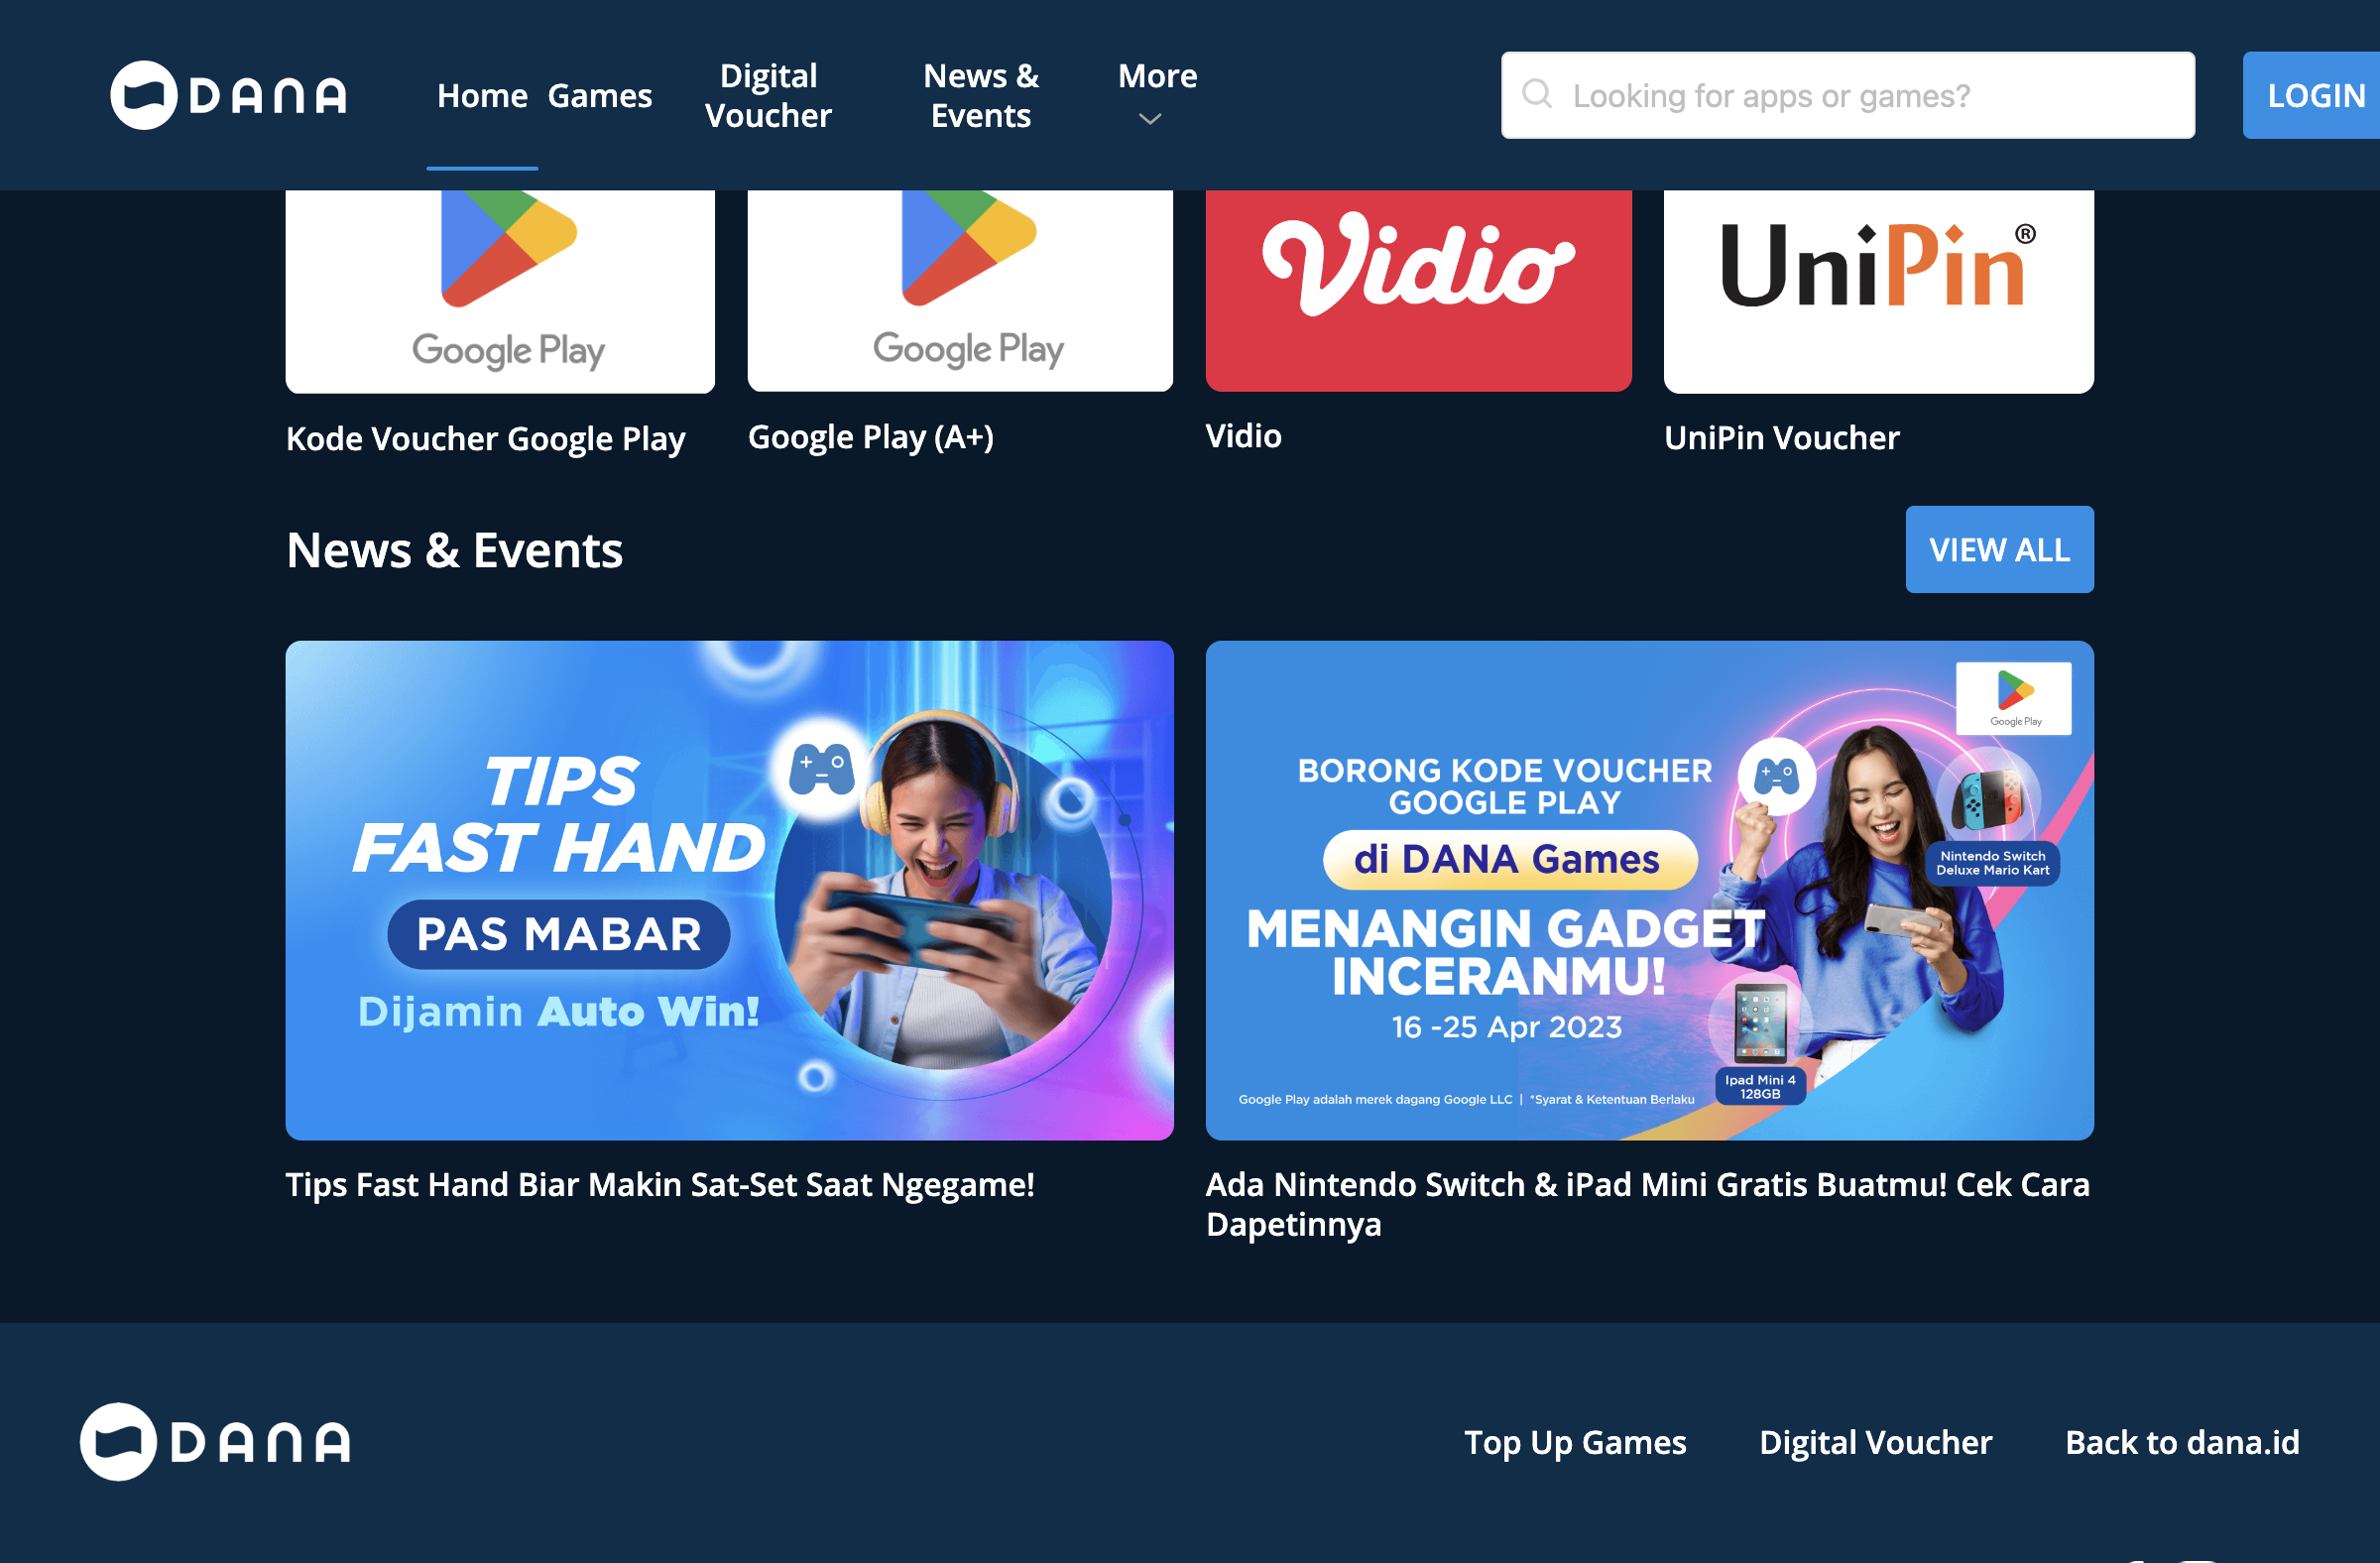 DANA
Home
Games
Digital
Voucher
News &
Events
More
Looking for apps or games?
LOGIN
Google Play
Google Play
Vidio
UniPin®
Kode Voucher Google Play
Google Play (A+)
Vidio
UniPin Voucher
News & Events
VIEW ALL
TIPS
FAST HAND
PAS MABAR
Dijamin Auto Win!
Google Play
BORONG KODE VOUCHER
GOOGLE PLAY
di DANA Games
MENANGIN GADGET
INCERANMU!
16 -25 Apr 2023
Nintendo Switch
Deluxe Mario Kart
Ipad Mini 4
128GB
Google Play adalah merek dagang Google LLC | *Syarat & Ketentuan Berlaku
Tips Fast Hand Biar Makin Sat-Set Saat Ngegame!
Ada Nintendo Switch & iPad Mini Gratis Buatmu! Cek Cara
Dapetinnya
DANA
Top Up Games
Digital Voucher
Back to dana.id